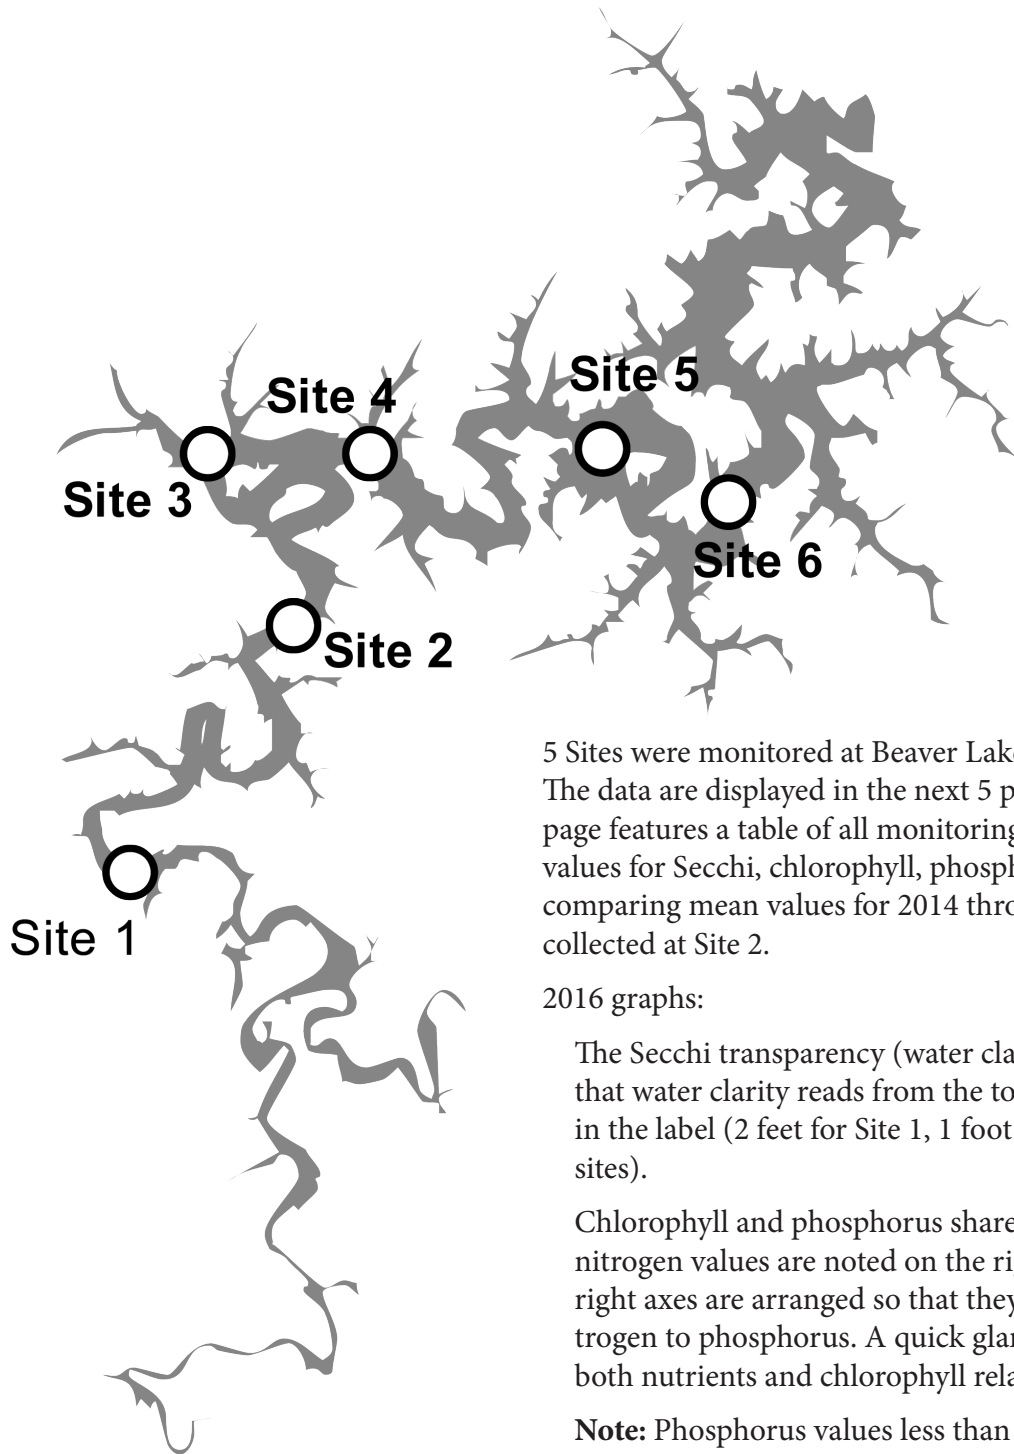 Site 5
Site 4
Site 3
Site 6
Site 2
Site 1
5 Sites were monitored at Beaver Lake
The data are displayed in the next 5 p
page features a table of all monitoring
values for Secchi, chlorophyll, phosph
comparing mean values for 2014 thro
collected at Site 2.
2016 graphs:
The Secchi transparency (water cla
that water clarity reads from the to
in the label (2 feet for Site 1, 1 foot
sites).
Chlorophyll and phosphorus share
nitrogen values are noted on the ri
right axes are arranged so that they
trogen to phosphorus. A quick glan
both nutrients and chlorophyll rela
Note: Phosphorus values less than